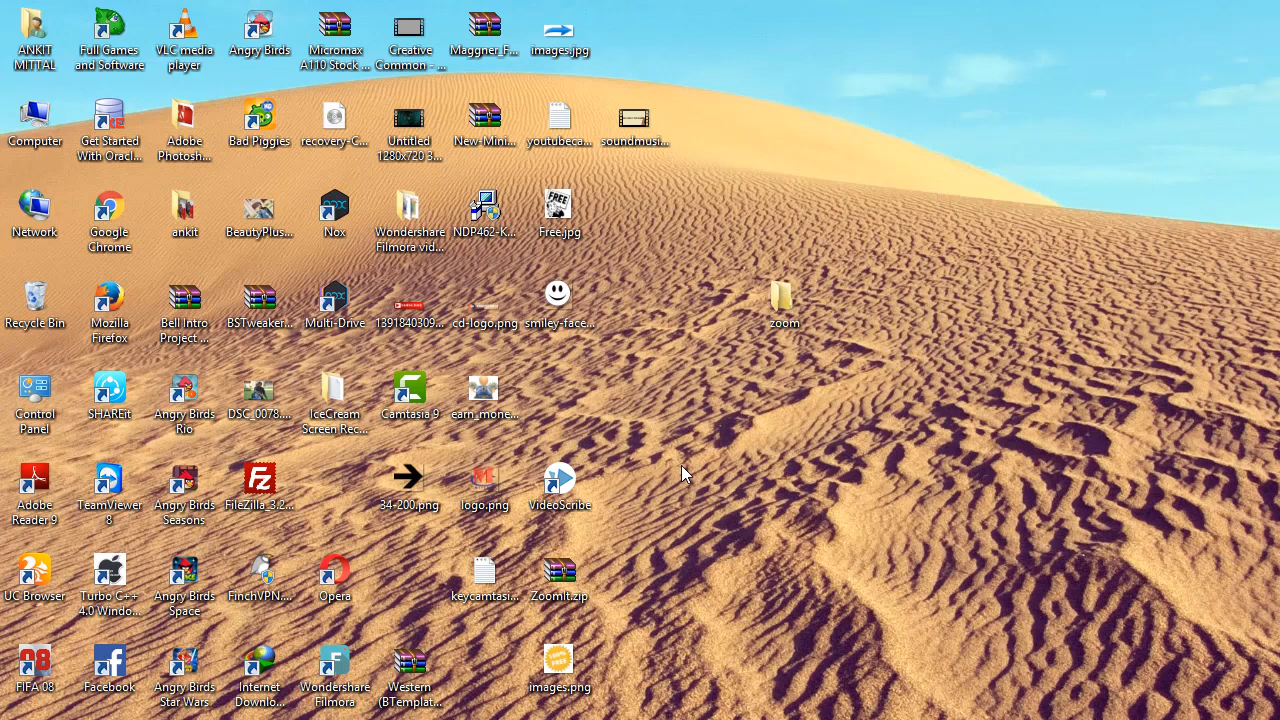 ANKIT
MITTAL
Full Games
and Software
VLC media
player
Angry Birds
Micromax
A110 Stock ...
Creative
Common - ...
Maggner_F...
images.jpg
Computer
Get Started
With Oracl...
Adobe
Photosh...
Bad Piggies
recovery-C...
Untitled
1280x720 3...
New-Mini...
youtubeca...
soundmusi...
Network
Google
Chrome
ankit
BeautyPlus...
Nox
Wondershare
Filmora vid...
NDP462-K...
FREE
Free.jpg
Recycle Bin
Mozilla
Firefox
Bell Intro
Project ...
BSTweaker...
Multi-Drive
1391840309...
cd-logo.png
smiley-face...
zoom
Control
Panel
SHAREit
Angry Birds
Rio
DSC_0078....
IceCream
Screen Rec...
Camtasia 9
earn_mone...
Adobe
Reader 9
TeamViewer
8
Angry Birds
Seasons
FileZilla_3.2...
34-200.png
logo.png
VideoScribe
UC Browser
Turbo C++
4.0 Windo...
Angry Birds
Space
FinchVPN....
Opera
keycamtasi...
ZoomIt.zip
FIFA 08
Facebook
Angry Birds
Star Wars
Internet
Downlo...
Wondershare
Filmora
Western
(BTemplat...
images.png